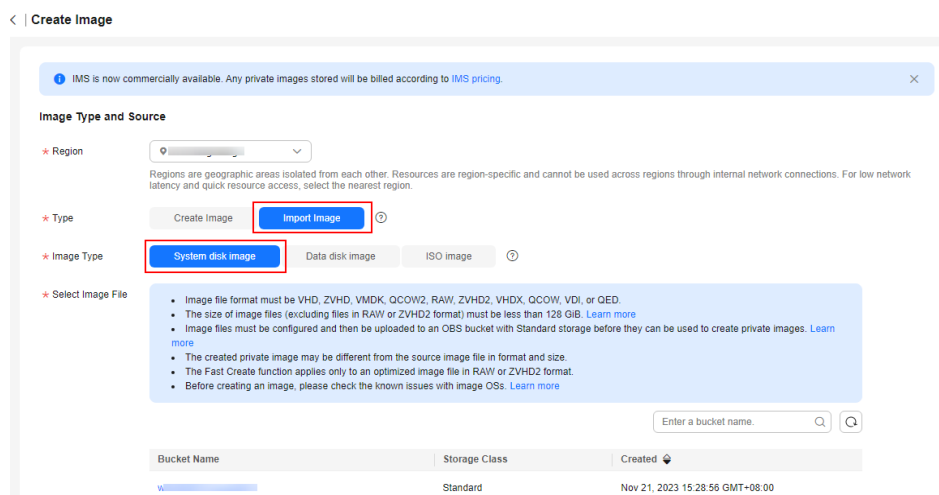 < | Create Image
IMS is now commercially available. Any private images stored will be billed according to IMS pricing.
Image Type and Source
* Region
Regions are geographic areas isolated from each other. Resources are region-specific and cannot be used across regions through internal network connections. For low network
latency and quick resource access, select the nearest region.
* Type Create Image Import Image ?
* Image Type System disk image Data disk image ISO image ?
* Select Image File
• Image file format must be VHD, ZVHD, VMDK, QCOW2, RAW, ZVHD2, VHDX, QCOW, VDI, or QED.
• The size of image files (excluding files in RAW or ZVHD2 format) must be less than 128 GiB. Learn more
• Image files must be configured and then be uploaded to an OBS bucket with Standard storage before they can be used to create private images. Learn
more
• The created private image may be different from the source image file in format and size.
• The Fast Create function applies only to an optimized image file in RAW or ZVHD2 format.
• Before creating an image, please check the known issues with image OSs. Learn more
Enter a bucket name.
Bucket Name Storage Class Created
Standard Nov 21, 2023 15:28:56 GMT+08:00